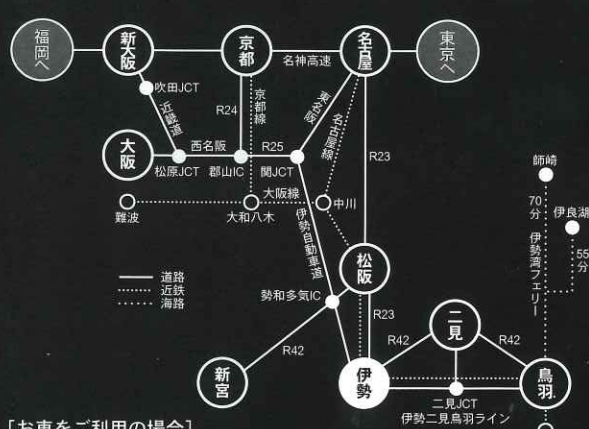 福岡へ
新大阪
京都
名神高速
名古屋
東京へ
吹田JCT
近畿道
R24
京都線
東名阪
名古屋線
R23
大阪
西名阪
R25
松原JCT
郡山IC
関JCT
大阪線
中川
難波
大和八木
伊勢自動車道
師崎
70分
伊良湖
伊勢湾フェリー
55分
道路
近鉄
海路
松阪
勢和多気IC
R23
R42
新宮
伊勢
R42
二見
R42
鳥羽
二見JCT
伊勢二見鳥羽ライン
[お車をご利用の場合]